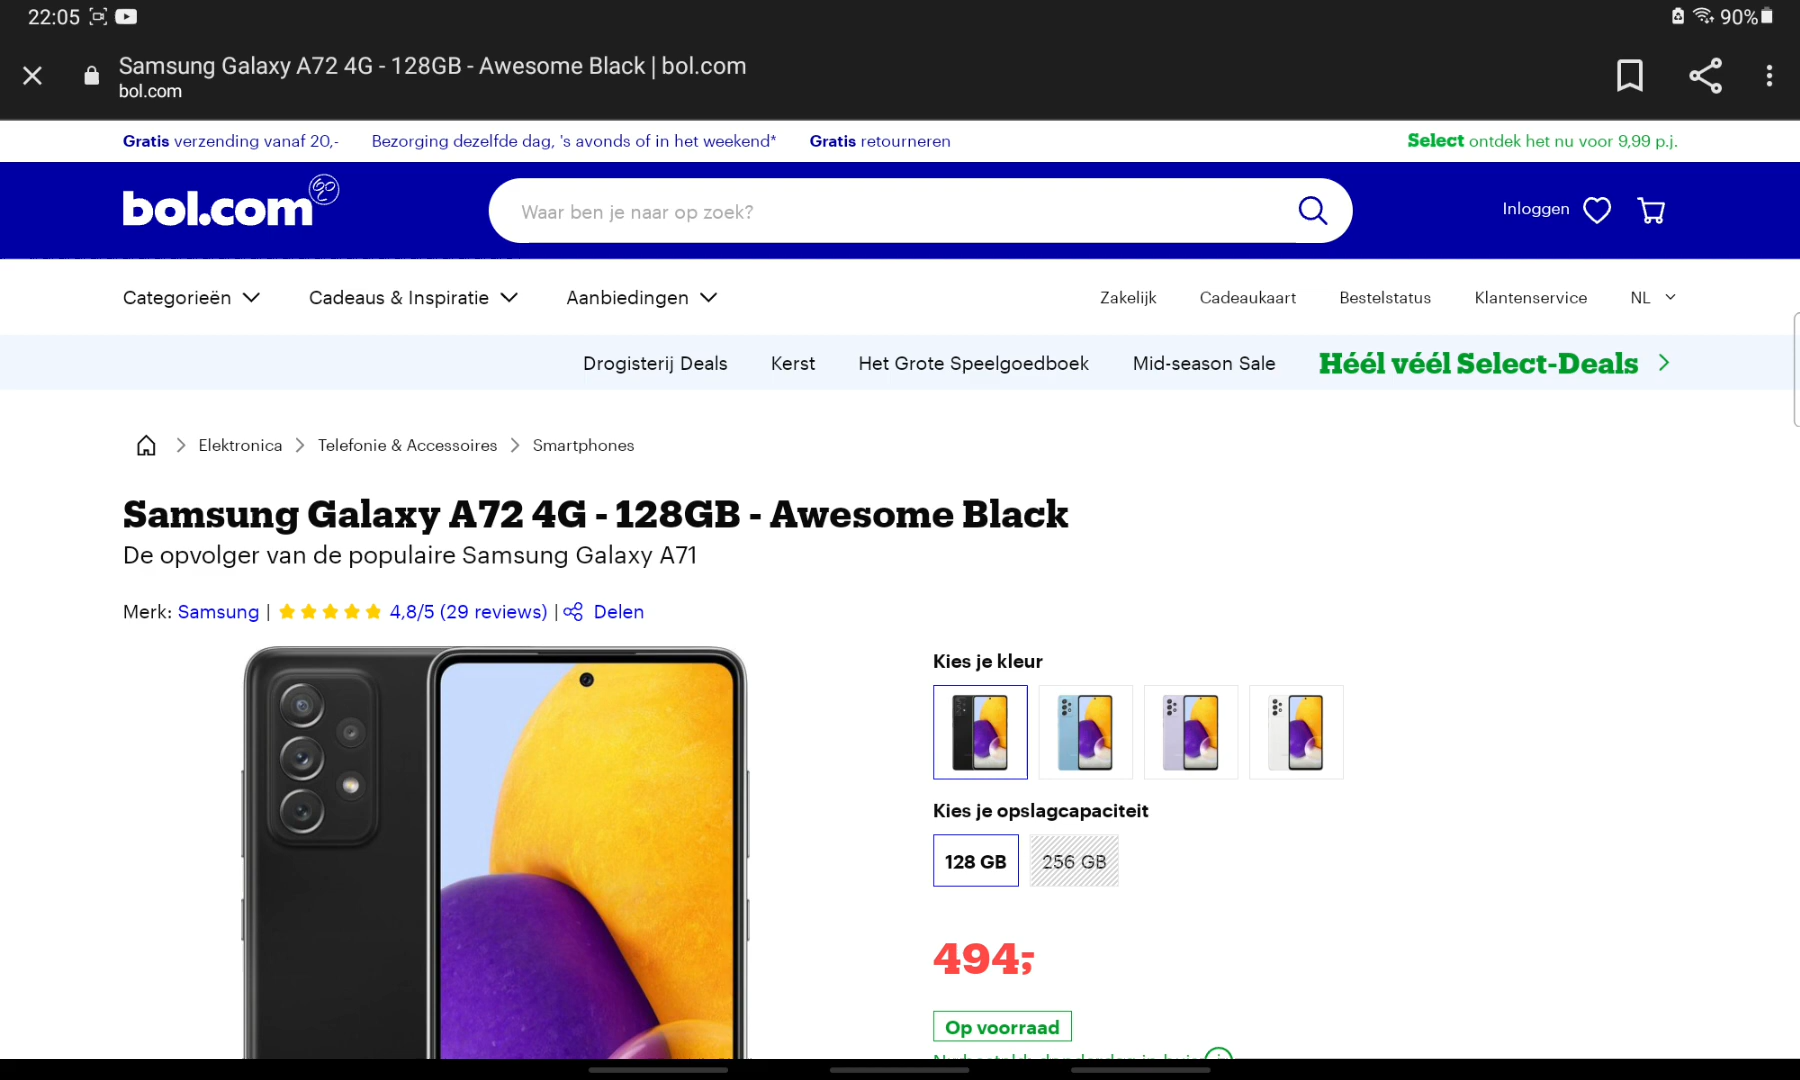 22:05
90%
Samsung Galaxy A72 4G - 128GB - Awesome Black | bol.com
bol.com
Gratis verzending vanaf 20,- Bezorging dezelfde dag, 's avonds of in het weekend* Gratis retourneren Select ontdek het nu voor 9,99 p.j.
bol.com
Waar ben je naar op zoek?
Inloggen
Categorieën Cadeaus & Inspiratie Aanbiedingen Zakelijk Cadeaukaart Bestelstatus Klantenservice NL
Drogisterij Deals Kerst Het Grote Speelgoedboek Mid-season Sale Héél véél Select-Deals
Elektronica Telefonie & Accessoires Smartphones
Samsung Galaxy A72 4G - 128GB - Awesome Black
De opvolger van de populaire Samsung Galaxy A71
Merk: Samsung | 4,8/5 (29 reviews) | Delen
Kies je kleur
Kies je opslagcapaciteit
128 GB 256 GB
494,-
Op voorraad